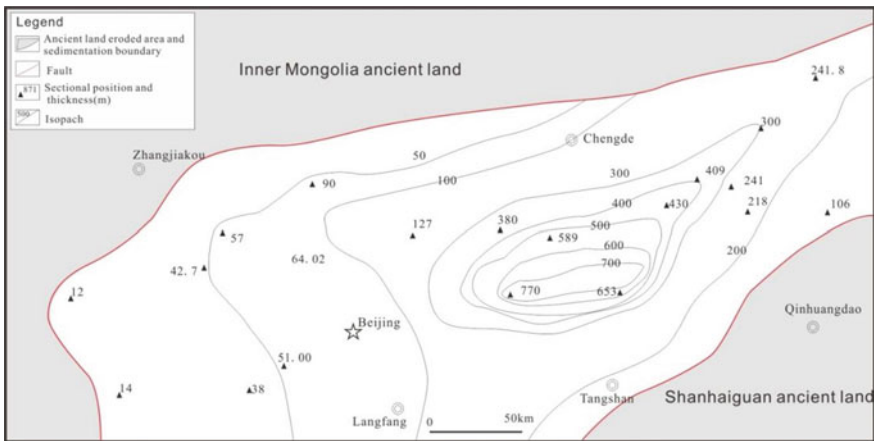 Legend
Ancient land eroded area and
sedimentation boundary
Fault
871
Sectional position and
thickness(m)
500
Isopach
Inner Mongolia ancient land
241. 8
Zhangjiakou
Chengde
300
50
100
300
409
241
90
400
430
218
106
127
380
500
57
589
600
200
64.02
42. 7
700
12
770
653
Beijing
Qinhuangdao
51. 00
14
38
Tangshan
Shanhaiguan ancient land
Langfang
0
50km